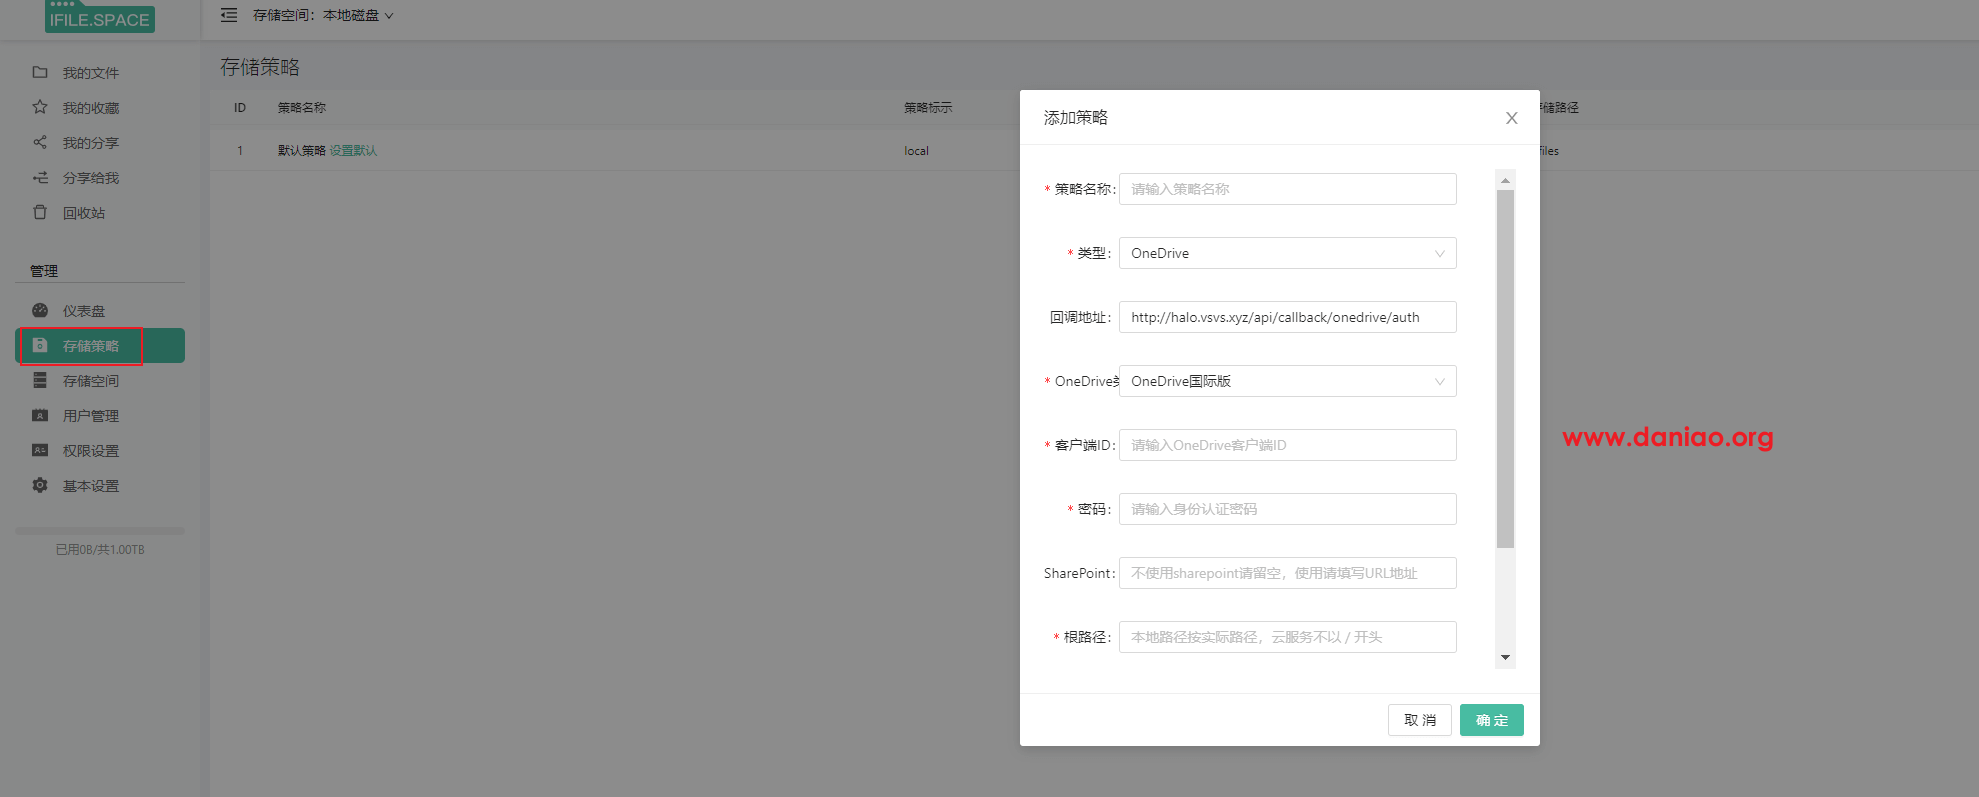 IFILE.SPACE
存储空间：本地磁盘
我的文件
我的收藏
我的分享
分享给我
回收站
管理
仪表盘
存储策略
存储空间
用户管理
权限设置
基本设置
已用0B/共1.00TB
存储策略
ID 策略名称 策略标示 储路径
1 默认策略 设置默认 local files
添加策略
* 策略名称： 请输入策略名称
* 类型： OneDrive
回调地址： http://halo.vsvs.xyz/api/callback/onedrive/auth
* OneDrive OneDrive国际版
* 客户端ID： 请输入OneDrive客户端ID
* 密码： 请输入身份认证密码
SharePoint： 不使用sharepoint请留空，使用请填写URL地址
* 根路径： 本地路径按实际路径，云服务不以 / 开头
取 消 确 定
www.daniao.org